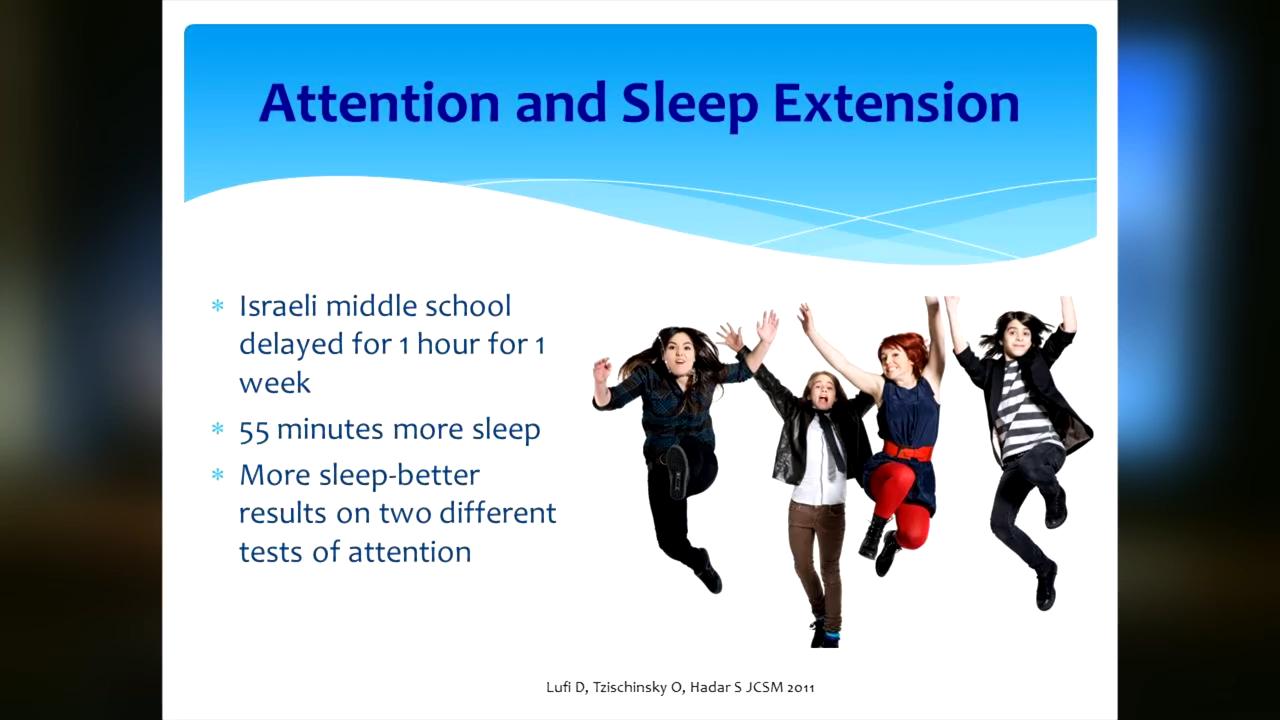 Attention and Sleep Extension
* Israeli middle school
delayed for 1 hour for 1
week
* 55 minutes more sleep
* More sleep-better
results on two different
tests of attention
Lufi D, Tzischinsky O, Hadar S JCSM 2011